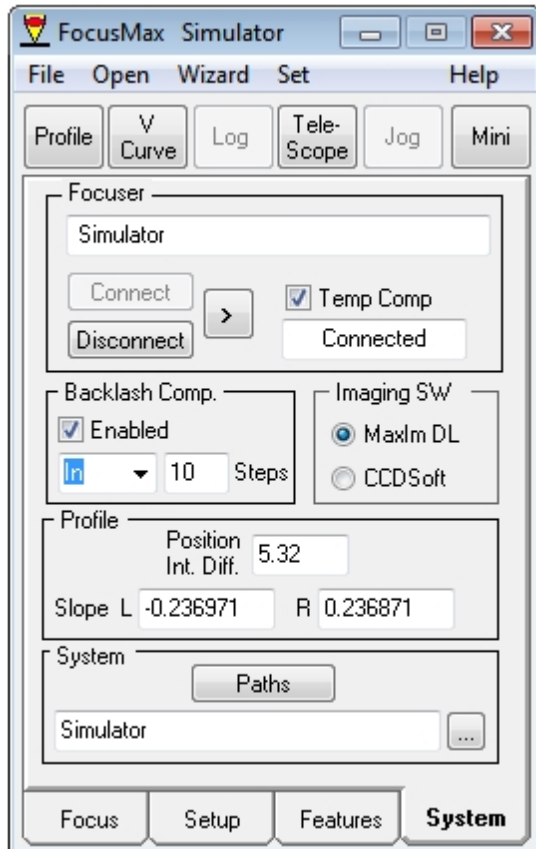 FocusMax Simulator
File Open Wizard Set Help
Profile
V
Curve
Log
Tele-
Scope
Jog
Mini
Focuser
Simulator
Connect
>
Temp Comp
Disconnect
Connected
Backlash Comp.
Enabled
In
10
Steps
Imaging SW
MaxIm DL
CCDSoft
Profile
Position
Int. Diff.
5.32
Slope L -0.236971 R 0.236871
System
Paths
Simulator
...
Focus Setup Features System